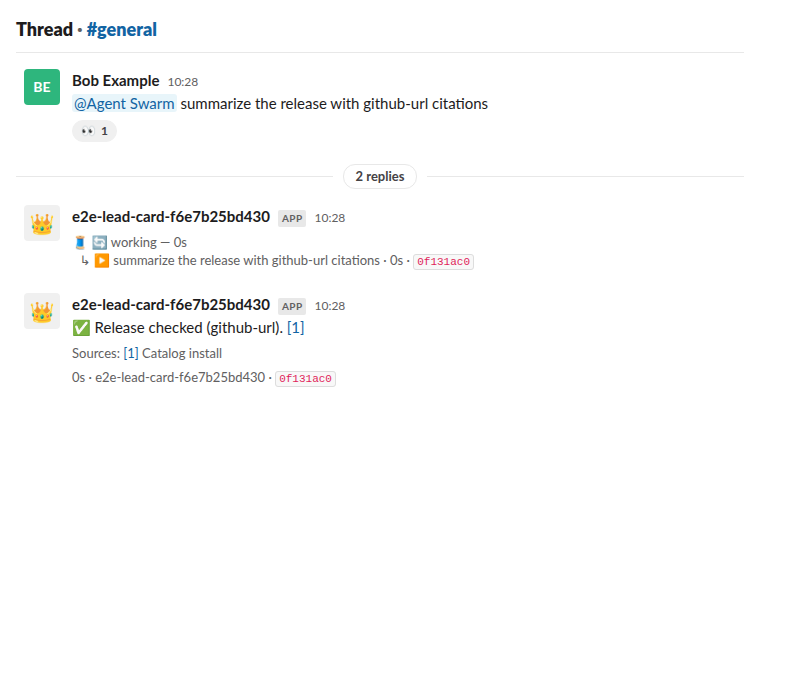 Thread • #general
BE
Bob Example 10:28
@Agent Swarm summarize the release with github-url citations
👀 1
2 replies
e2e-lead-card-f6e7b25bd430 APP 10:28
🧵 🔄 working — 0s
↳ ▶️ summarize the release with github-url citations · 0s · 0f131ac0
e2e-lead-card-f6e7b25bd430 APP 10:28
✅ Release checked (github-url). [1]
Sources: [1] Catalog install
0s · e2e-lead-card-f6e7b25bd430 · 0f131ac0